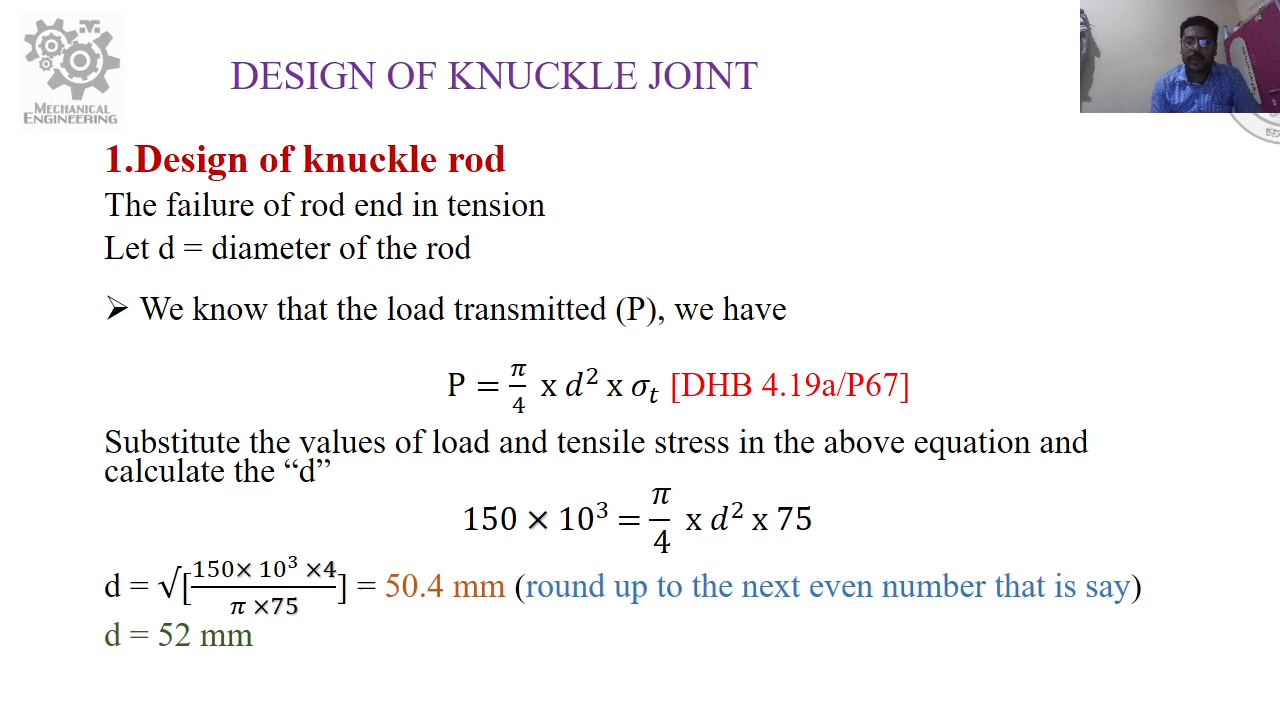 MECHANICAL
ENGINEERING
DESIGN OF KNUCKLE JOINT
1.Design of knuckle rod
The failure of rod end in tension
Let d = diameter of the rod
➢ We know that the load transmitted (P), we have
P = π/4 x d² x σₜ [DHB 4.19a/P67]
Substitute the values of load and tensile stress in the above equation and
calculate the “d”
150 × 10³ = π/4 x d² x 75
d = √[150× 10³ ×4/π ×75] = 50.4 mm (round up to the next even number that is say)
d = 52 mm